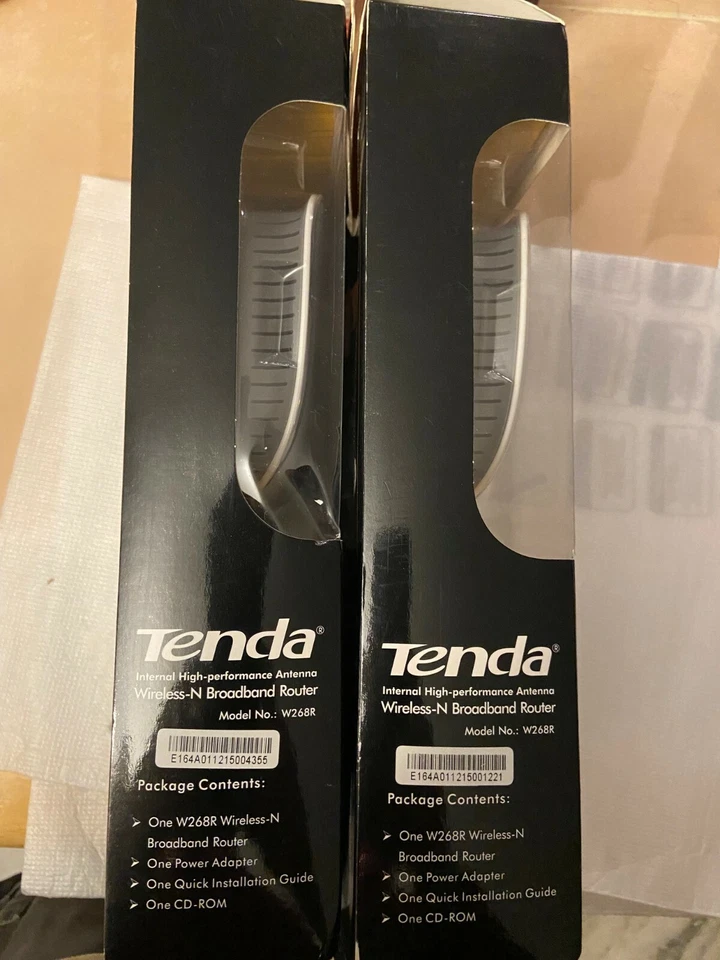 Tenda®
Internal High-performance Antenna
Wireless-N Broadband Router
Model No.: W268R
E164A011215004355
Package Contents:
➤ One W268R Wireless-N
Broadband Router
➤ One Power Adapter
➤ One Quick Installation Guide
➤ One CD-ROM
Tenda®
Internal High-performance Antenna
Wireless-N Broadband Router
Model No.: W268R
E164A011215001221
Package Contents:
➤ One W268R Wireless-N
Broadband Router
➤ One Power Adapter
➤ One Quick Installation Guide
➤ One CD-ROM